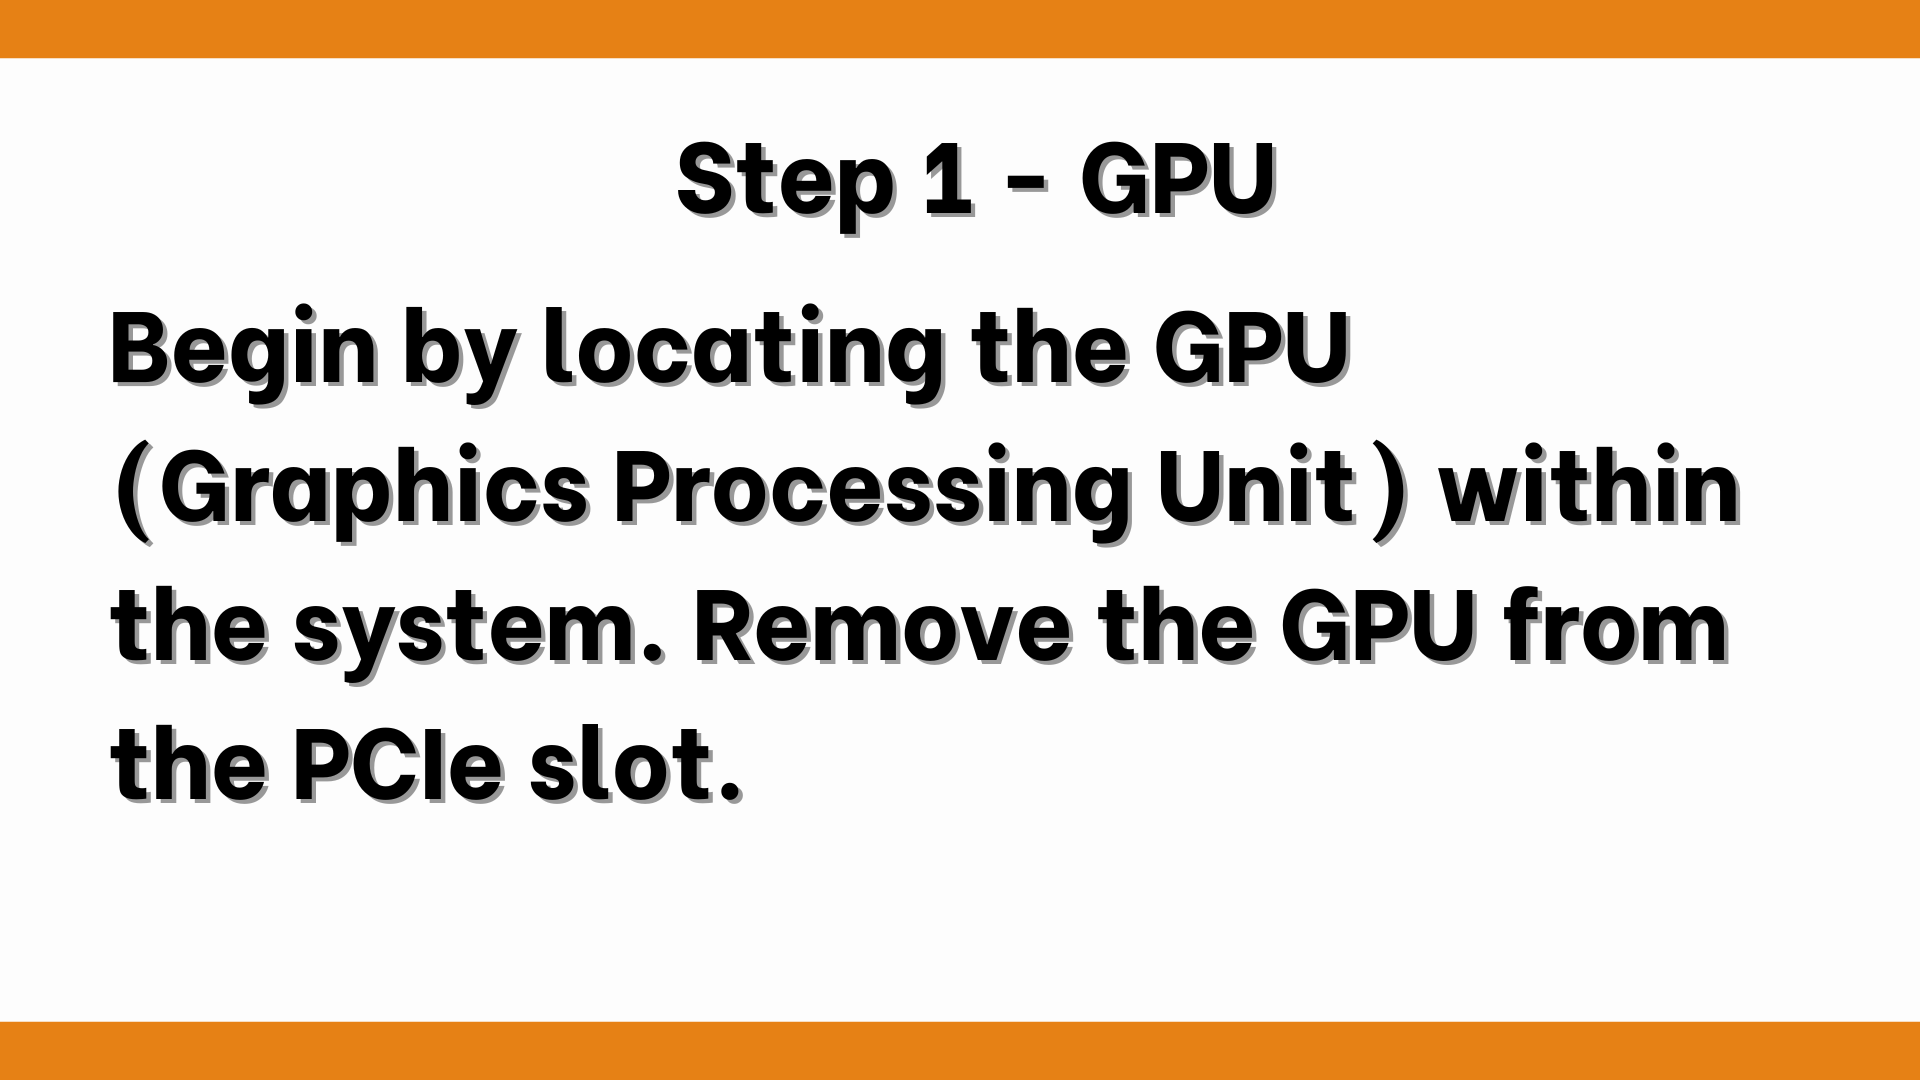 Step 1 - GPU
Begin by locating the GPU
(Graphics Processing Unit) within
the system. Remove the GPU from
the PCIe slot.